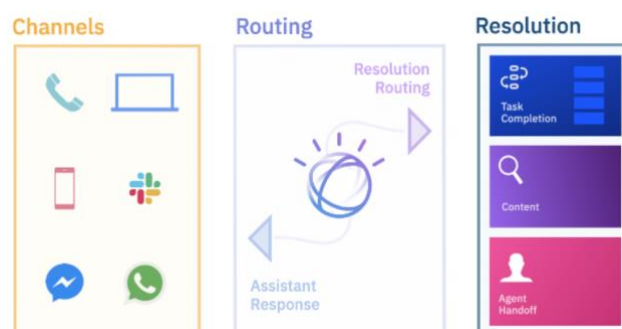 Channels
Routing
Resolution
Resolution
Routing
Assistant
Response
Task
Completion
Content
Agent
Handoff